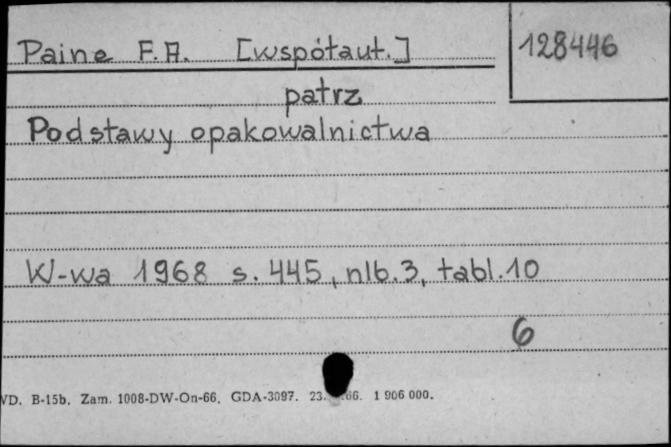 Paine F.A. [współaut.] 128446
patrz
Podstawy opakowalnictwa
W-wa 1968 s. 445, nlb. 3, tabl. 10
6
VD. B-15b. Zam. 1008-DW-On-66. GDA-3097. 23. .66. 1 906 000.